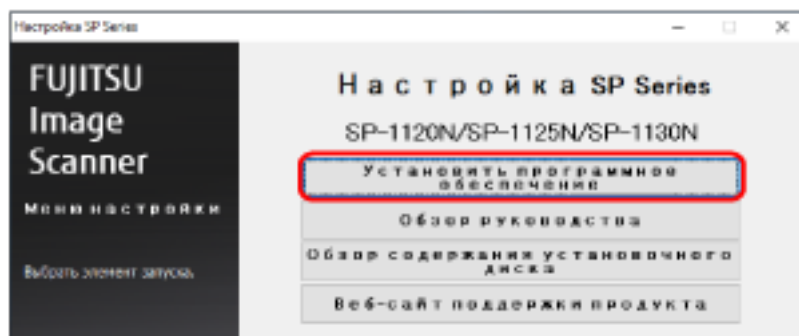 Настройка SP Series
FUJITSU
Image
Scanner
Меню настройки
Выбрать элемент запуска.
Настройка SP Series
SP-1120N/SP-1125N/SP-1130N
Установить программное
обеспечение
Обзор руководства
Обзор содержания установочного
диска
Веб-сайт поддержки продукта